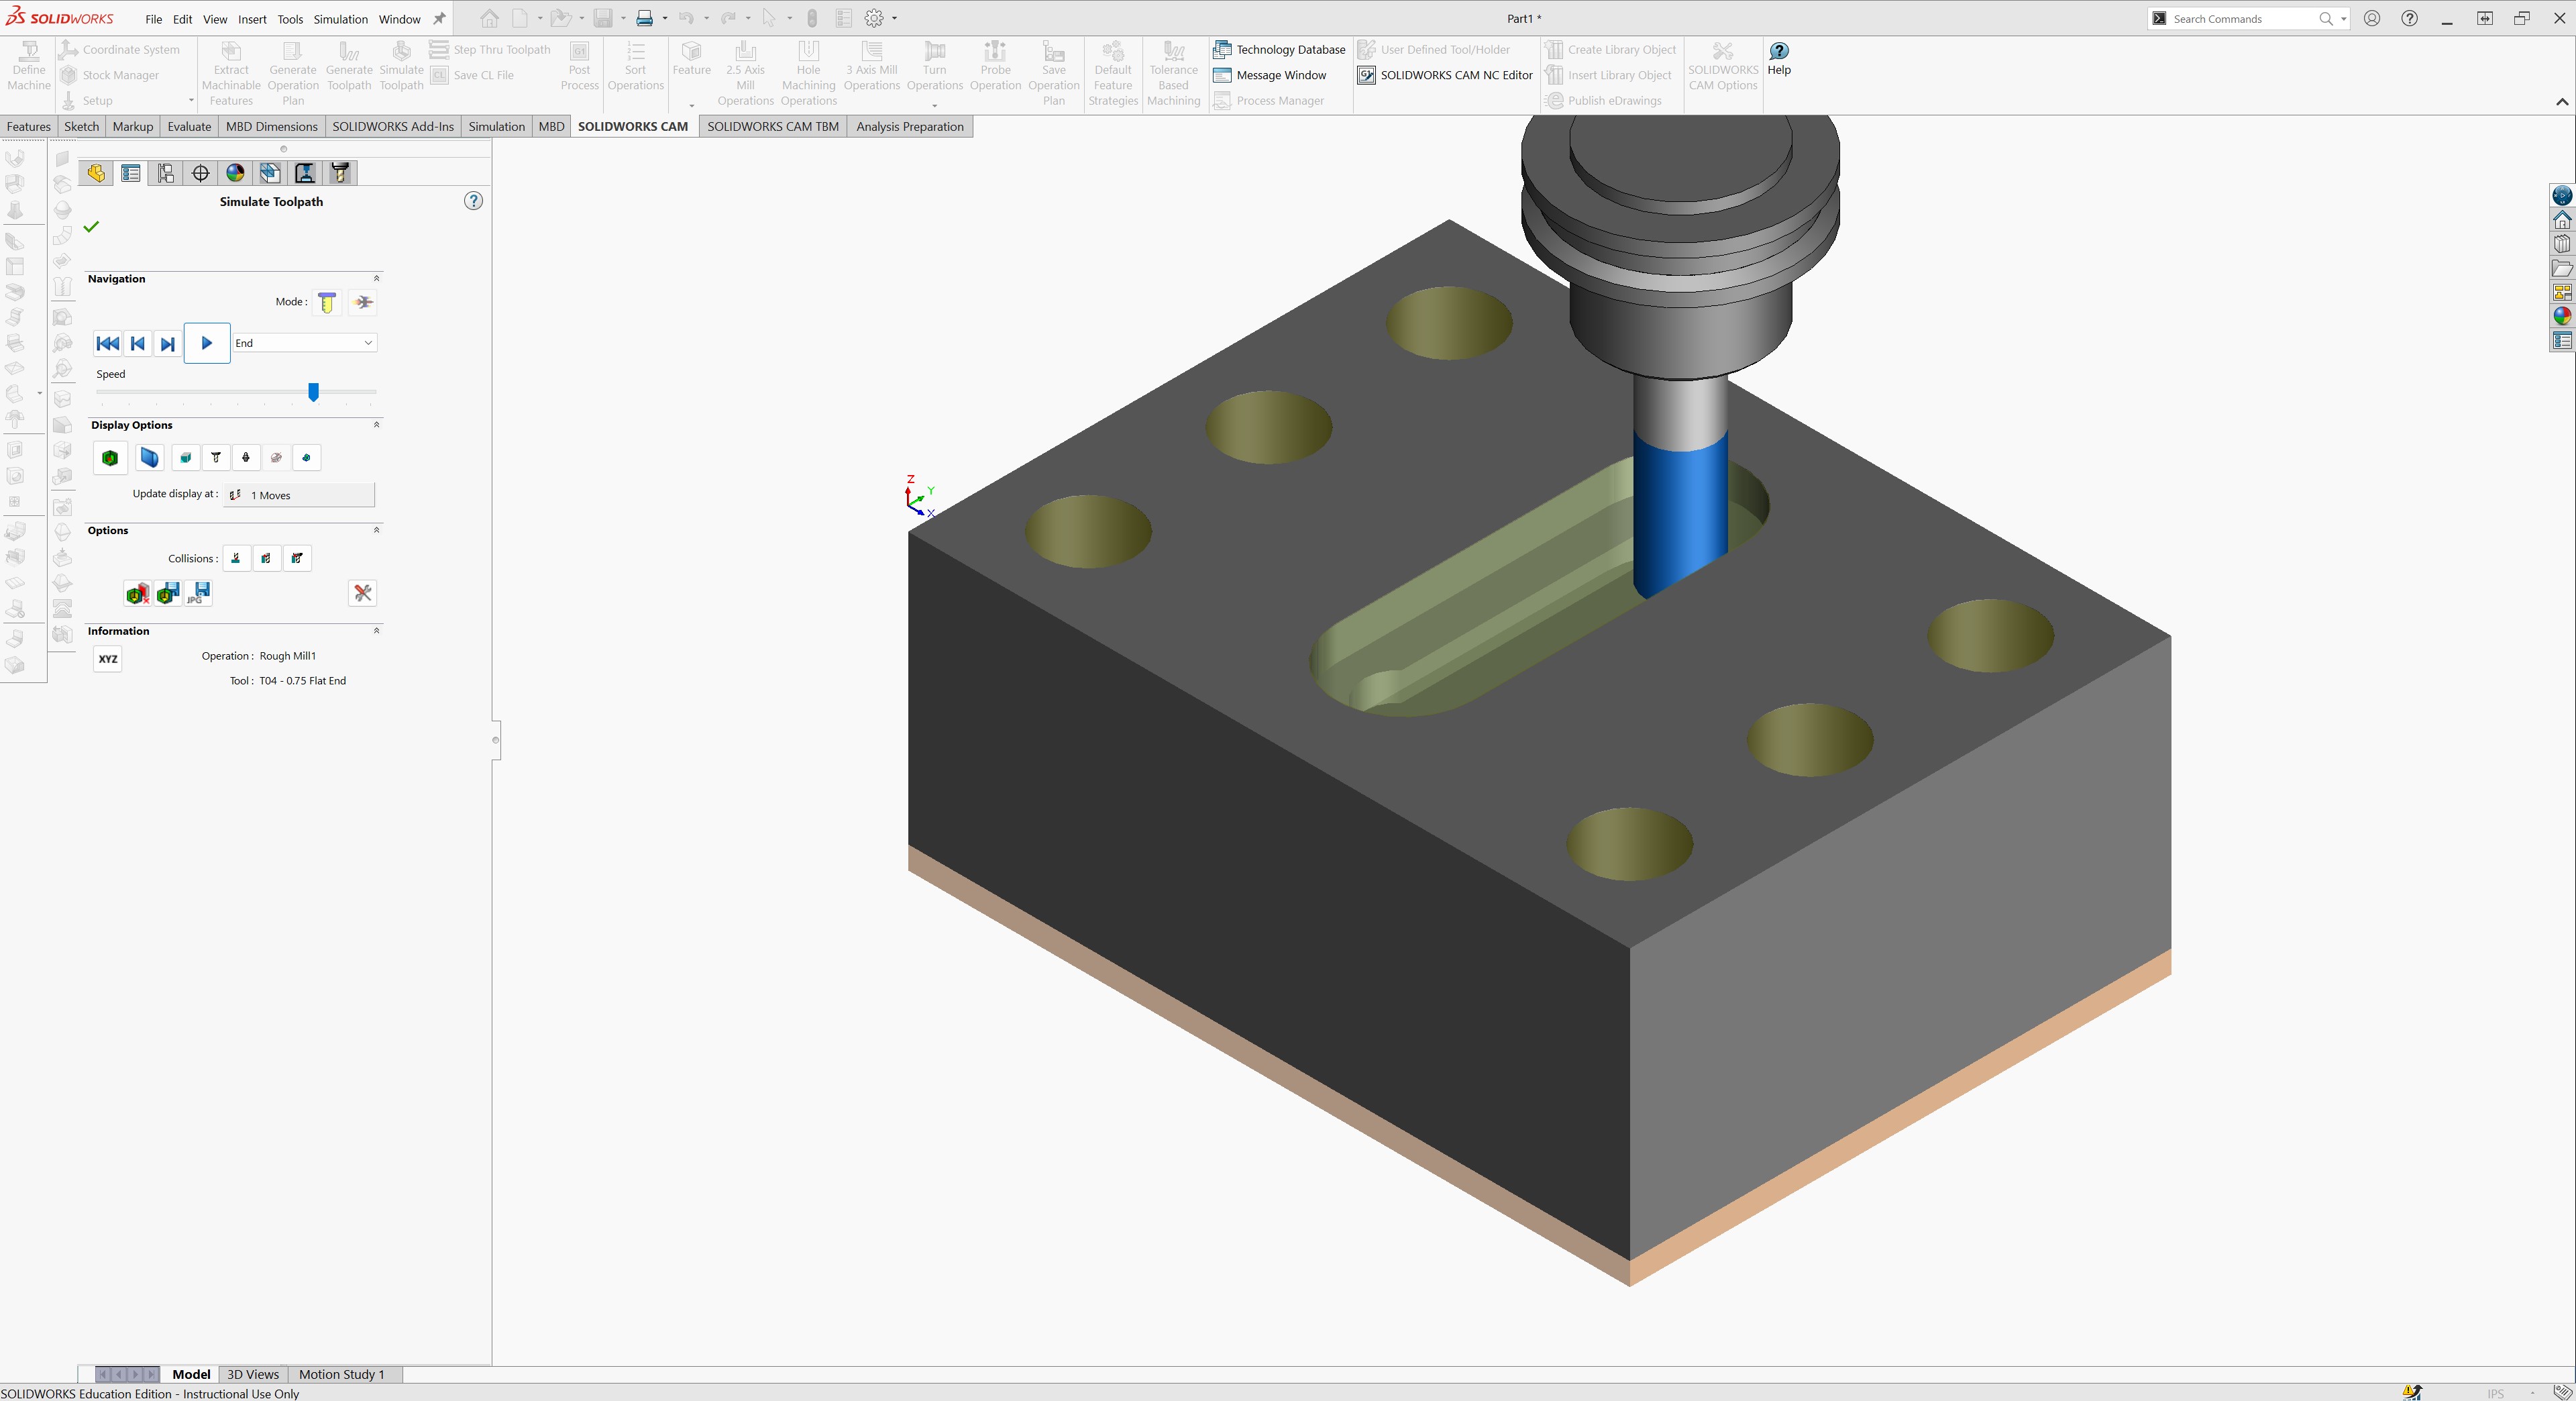 SOLIDWORKS File Edit View Insert Tools Simulation Window Part1 * Search Commands
Define Machine
Coordinate System
Stock Manager
Setup
Extract Machinable Features
Generate Operation Plan
Generate Toolpath
Simulate Toolpath
Step Thru Toolpath
Save CL File
Post Process
Sort Operations
Feature
2.5 Axis Mill Operations
Hole Machining Operations
3 Axis Mill Operations
Turn Operations
Probe Operation
Save Operation Plan
Default Feature Strategies
Tolerance Based Machining
Technology Database
Message Window
Process Manager
User Defined Tool/Holder
SOLIDWORKS CAM NC Editor
Create Library Object
Insert Library Object
Publish eDrawings
SOLIDWORKS CAM Options
Help
Features Sketch Markup Evaluate MBD Dimensions SOLIDWORKS Add-Ins Simulation MBD SOLIDWORKS CAM SOLIDWORKS CAM TBM Analysis Preparation
Simulate Toolpath
Navigation
Mode :
End
Speed
Display Options
Update display at : 1 Moves
Options
Collisions :
JPG
Information
XYZ Operation : Rough Mill1
Tool : T04 - 0.75 Flat End
Z
Y
X
Model 3D Views Motion Study 1
SOLIDWORKS Education Edition - Instructional Use Only IPS